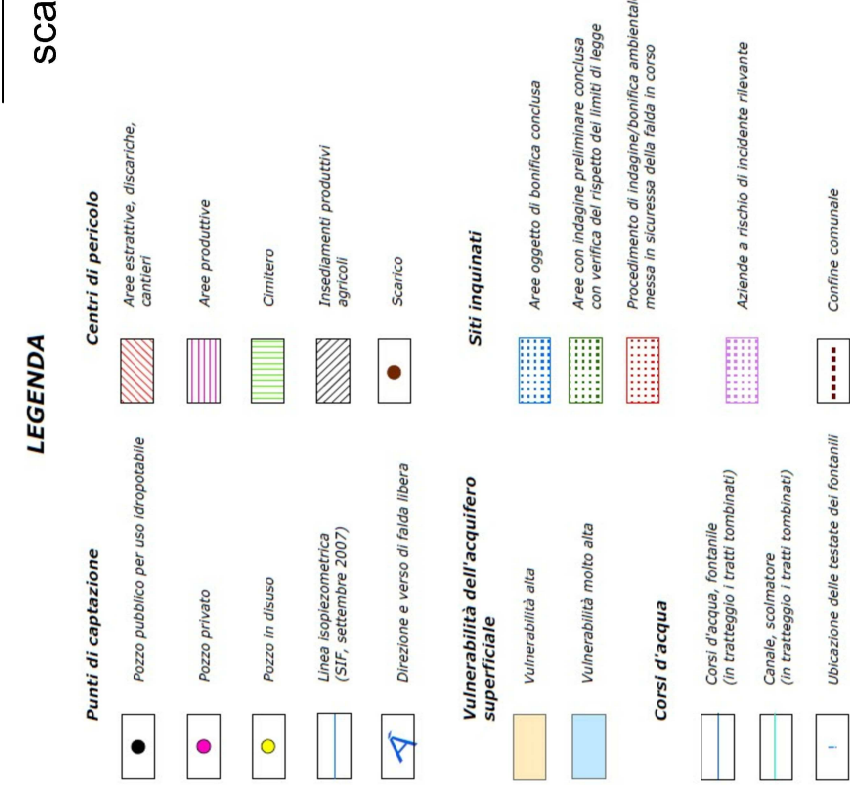 sca
LEGENDA
Punti di captazione
Pozzo pubblico per uso idropotabile
Pozzo privato
Pozzo in disuso
Linea isopiezometrica
(SIF, settembre 2007)
Direzione e verso di falda libera
Vulnerabilità dell'acquifero
superficiale
Vulnerabilità alta
Vulnerabilità molto alta
Corsi d'acqua
Corsi d'acqua, fontanile
(in tratteggio i tratti tombinati)
Canale, scolmatore
(in tratteggio i tratti tombinati)
Ubicazione delle testate dei fontanili
Centri di pericolo
Aree estrattive, discariche,
cantieri
Aree produttive
Cimitero
Insediamenti produttivi
agricoli
Scarico
Siti inquinati
Aree oggetto di bonifica conclusa
Aree con indagine preliminare conclusa
con verifica del rispetto dei limiti di legge
Procedimento di indagine/bonifica ambiental
messa in sicuressa della falda in corso
Aziende a rischio di incidente rilevante
Confine comunale